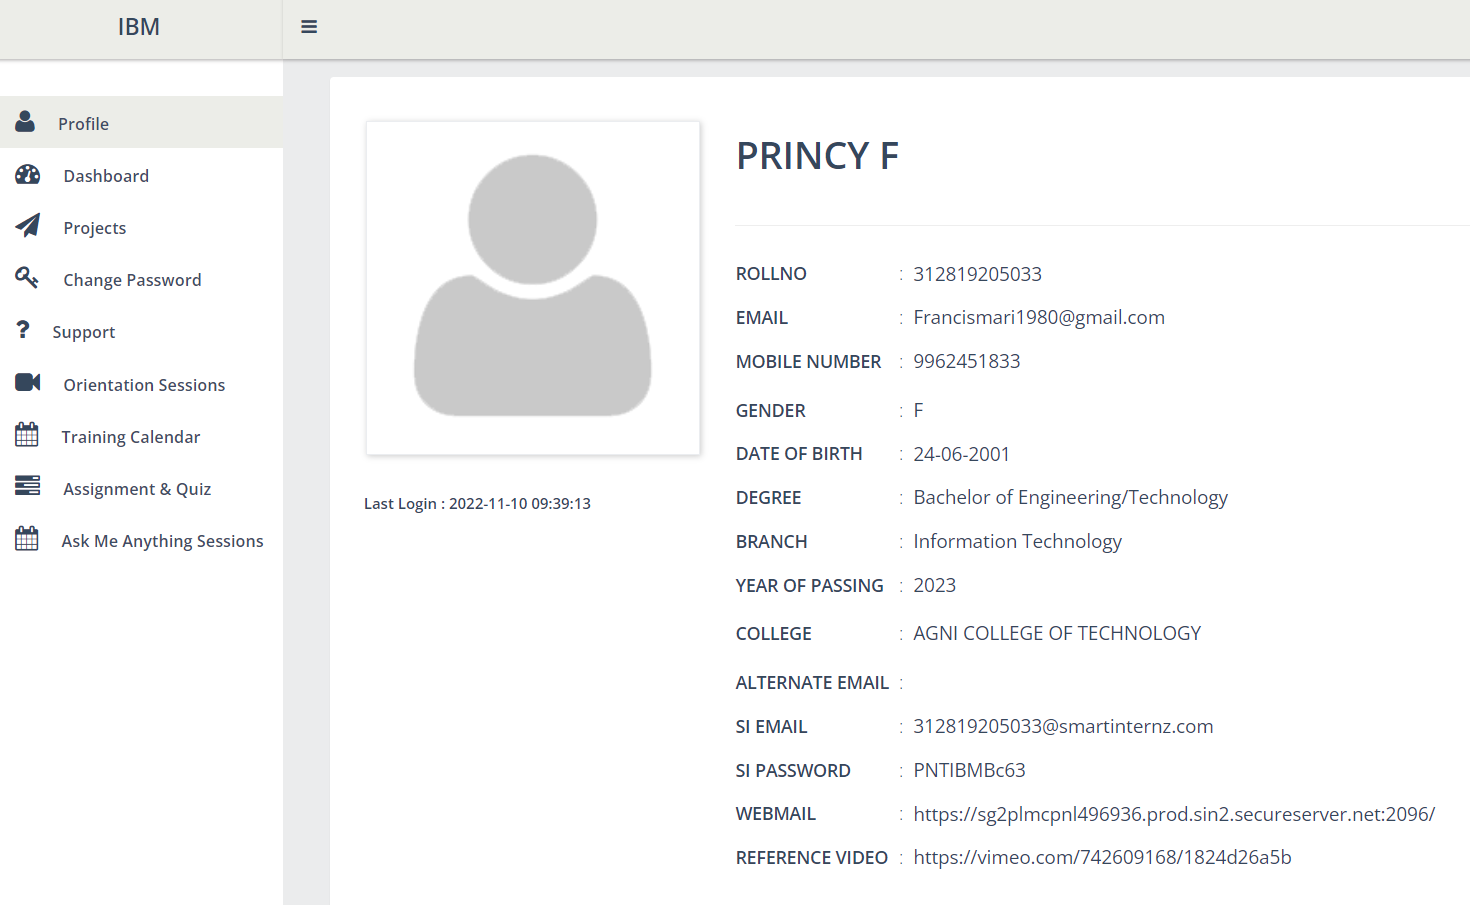 IBM
Profile
Dashboard
Projects
Change Password
? Support
Orientation Sessions
Training Calendar
Assignment & Quiz
Ask Me Anything Sessions
Last Login : 2022-11-10 09:39:13
PRINCY F
ROLLNO : 312819205033
EMAIL : Francismari1980@gmail.com
MOBILE NUMBER : 9962451833
GENDER : F
DATE OF BIRTH : 24-06-2001
DEGREE : Bachelor of Engineering/Technology
BRANCH : Information Technology
YEAR OF PASSING : 2023
COLLEGE : AGNI COLLEGE OF TECHNOLOGY
ALTERNATE EMAIL :
SI EMAIL : 312819205033@smartinternz.com
SI PASSWORD : PNTIBMBc63
WEBMAIL : https://sg2plmcpnl496936.prod.sin2.secureserver.net:2096/
REFERENCE VIDEO : https://vimeo.com/742609168/1824d26a5b